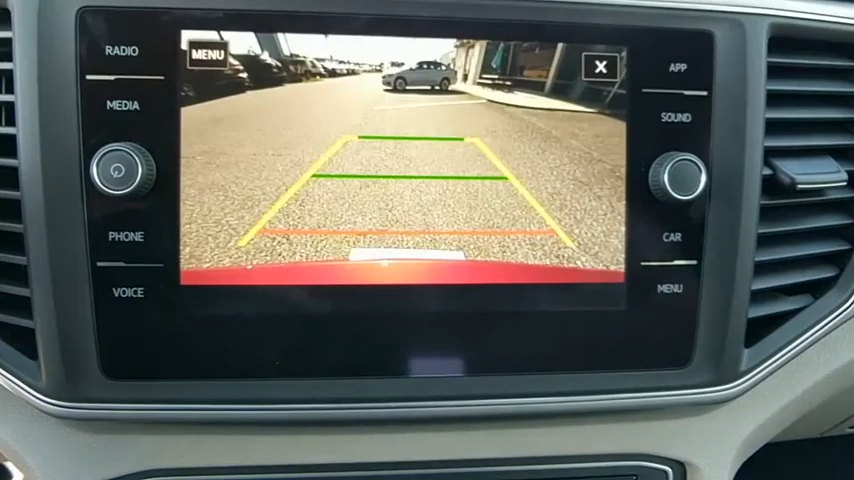 RADIO
MEDIA
PHONE
VOICE
MENU
X
APP
SOUND
CAR
MENU